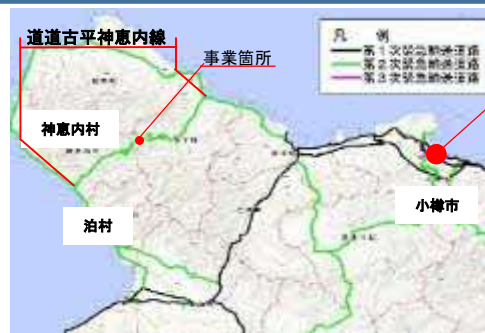 道道古平神恵内線
事業箇所
凡 例
第1次緊急輸送道路
第2次緊急輸送道路
第3次緊急輸送道路
神恵内村
小樽市
泊村